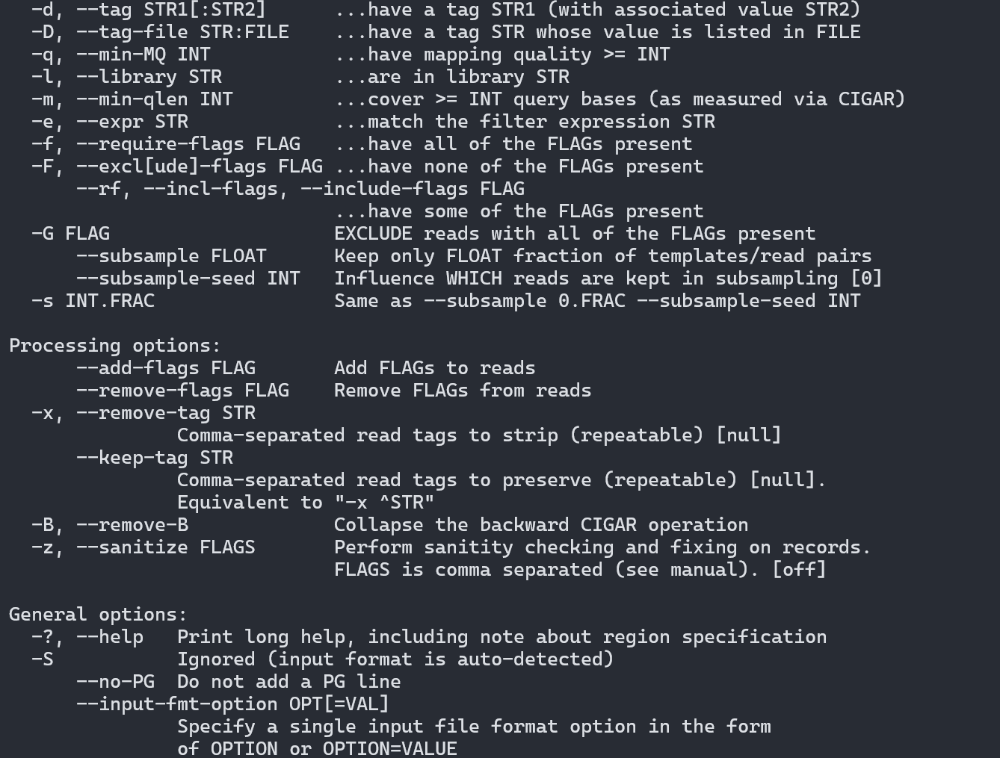 -d, --tag STR1[:STR2]      ...have a tag STR1 (with associated value STR2)
-D, --tag-file STR:FILE    ...have a tag STR whose value is listed in FILE
-q, --min-MQ INT           ...have mapping quality >= INT
-l, --library STR          ...are in library STR
-m, --min-qlen INT         ...cover >= INT query bases (as measured via CIGAR)
-e, --expr STR             ...match the filter expression STR
-f, --require-flags FLAG   ...have all of the FLAGs present
-F, --excl[ude]-flags FLAG ...have none of the FLAGs present
    --rf, --incl-flags, --include-flags FLAG
                           ...have some of the FLAGs present
-G FLAG                    EXCLUDE reads with all of the FLAGs present
    --subsample FLOAT      Keep only FLOAT fraction of templates/read pairs
    --subsample-seed INT   Influence WHICH reads are kept in subsampling [0]
-s INT.FRAC                Same as --subsample 0.FRAC --subsample-seed INT

Processing options:
      --add-flags FLAG       Add FLAGs to reads
      --remove-flags FLAG    Remove FLAGs from reads
  -x, --remove-tag STR
               Comma-separated read tags to strip (repeatable) [null]
      --keep-tag STR
               Comma-separated read tags to preserve (repeatable) [null].
               Equivalent to "-x ^STR"
  -B, --remove-B             Collapse the backward CIGAR operation
  -z, --sanitize FLAGS       Perform sanitity checking and fixing on records.
                             FLAGS is comma separated (see manual). [off]

General options:
  -?, --help   Print long help, including note about region specification
  -S           Ignored (input format is auto-detected)
      --no-PG  Do not add a PG line
      --input-fmt-option OPT[=VAL]
               Specify a single input file format option in the form
               of OPTION or OPTION=VALUE